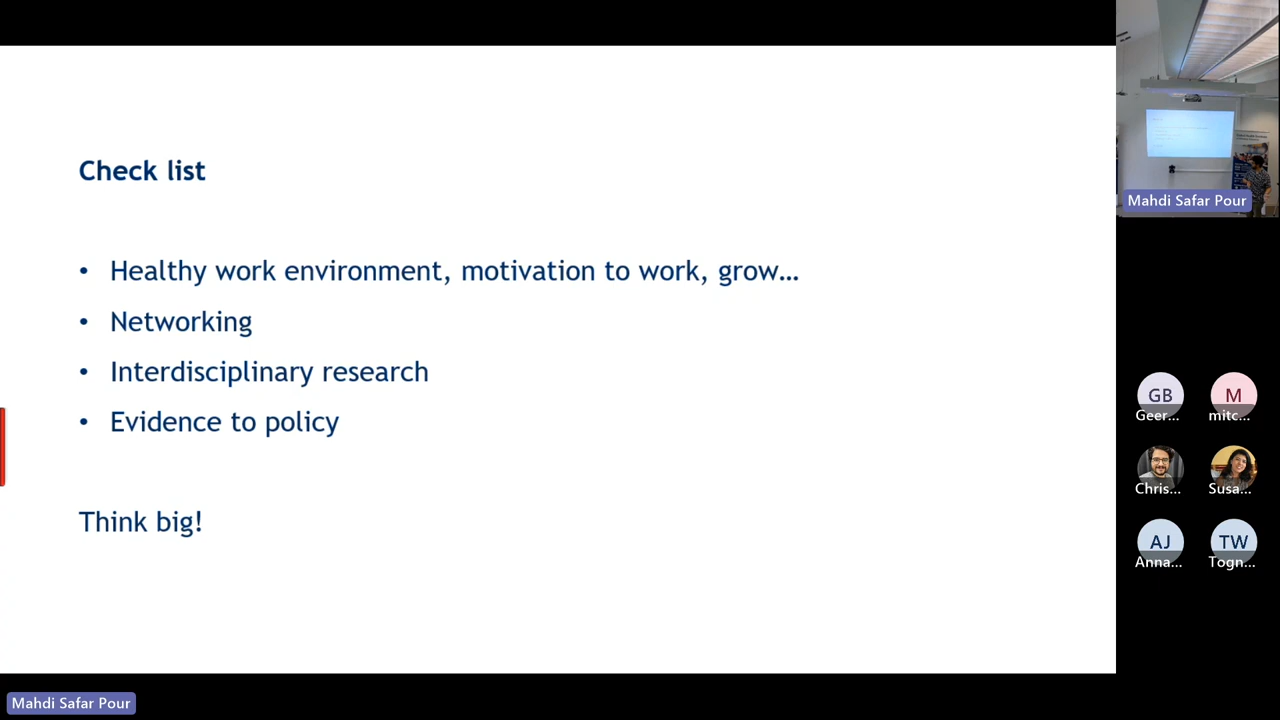 Check list
• Healthy work environment, motivation to work, grow…
• Networking
• Interdisciplinary research
• Evidence to policy
Think big!
Mahdi Safar Pour
Mahdi Safar Pour
GB
Geer...
M
mitc...
Chris...
Susa...
AJ
Anna...
TW
Togn...